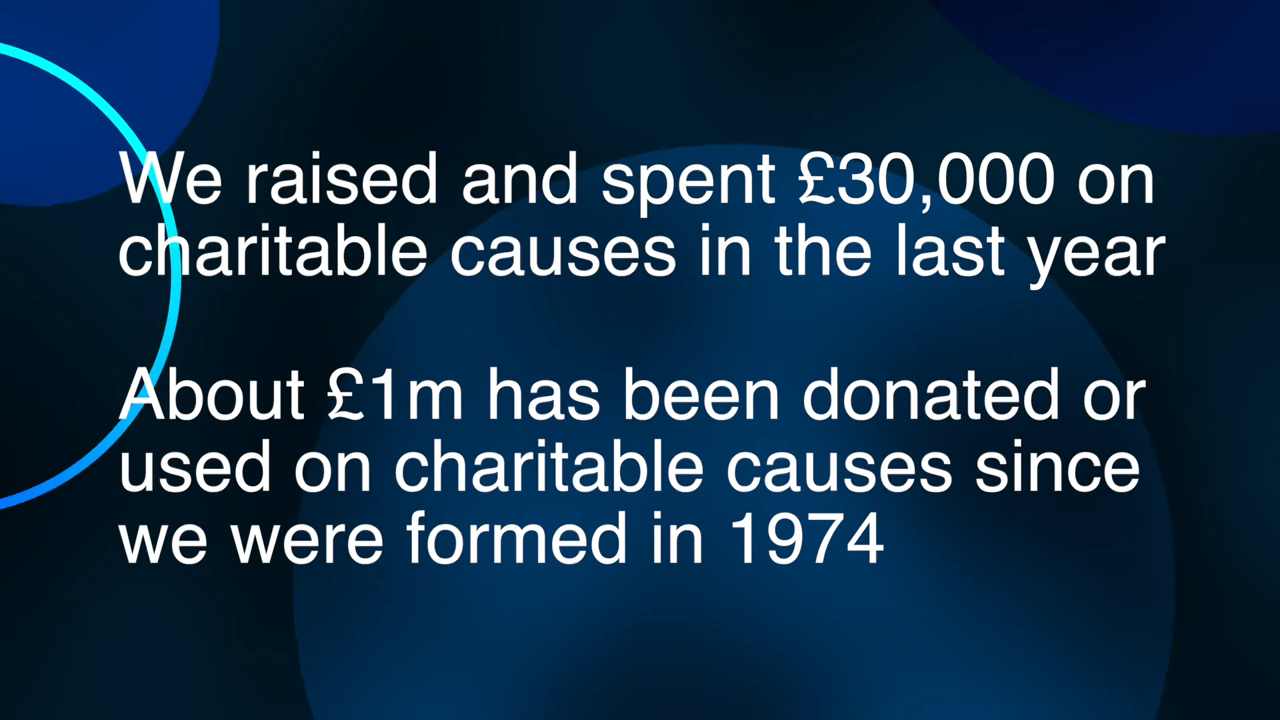 We raised and spent £30,000 on
charitable causes in the last year
About £1m has been donated or
used on charitable causes since
we were formed in 1974